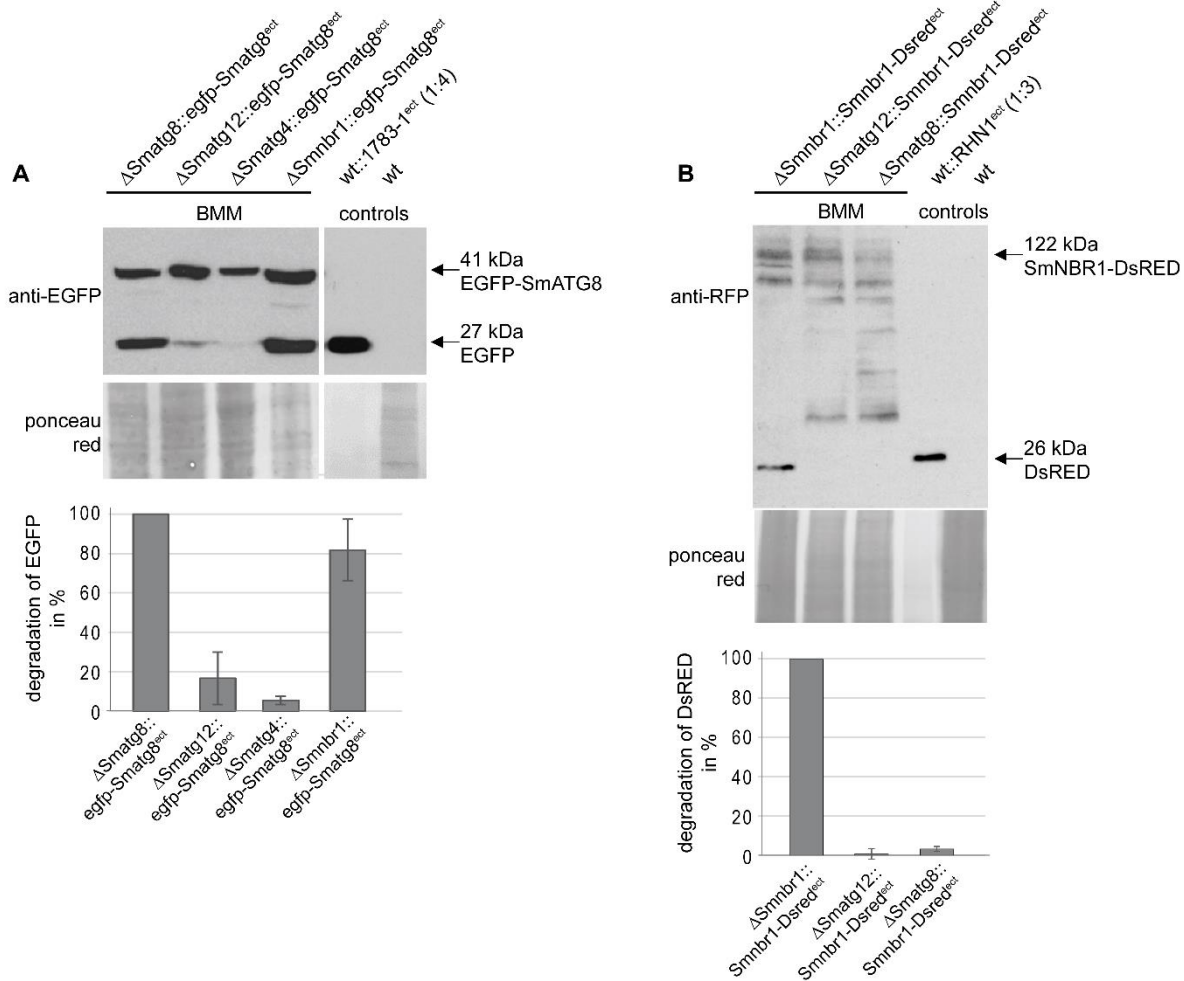 A
ΔSmatg8::egfp-Smatg8ect
ΔSmatg12::egfp-Smatg8ect
ΔSmatg4::egfp-Smatg8ect
ΔSmnbr1::egfp-Smatg8ect
wt::1783-1ect (1:4)
wt
BMM
controls
anti-EGFP
41 kDa
EGFP-SmATG8
27 kDa
EGFP
ponceau
red
degradation of EGFP
in %
100
80
60
40
20
0
ΔSmatg8::
egfp-Smatg8ect
ΔSmatg12::
egfp-Smatg8ect
ΔSmatg4::
egfp-Smatg8ect
ΔSmnbr1::
egfp-Smatg8ect
B
ΔSmnbr1::Smnbr1-Dsredect
ΔSmatg12::Smnbr1-Dsredect
ΔSmatg8::Smnbr1-Dsredect
wt::RHN1ect (1:3)
wt
BMM
controls
anti-RFP
122 kDa
SmNBR1-DsRED
26 kDa
DsRED
ponceau
red
degradation of DsRED
in %
100
80
60
40
20
0
ΔSmnbr1::
Smnbr1-Dsredect
ΔSmatg12::
Smnbr1-Dsredect
ΔSmatg8::
Smnbr1-Dsredect